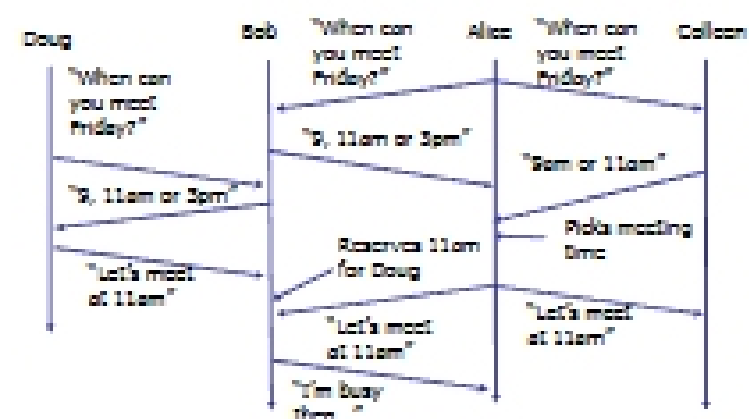 Doug
Bob
Alice
Colleen
"When can
you meet
Friday?"
"When can
you meet
Friday?"
"When can
you meet
Friday?"
"9, 11am or 3pm"
"9am or 11am"
"9, 11am or 3pm"
Picks meeting
time
Reserves 11am
for Doug
"Let's meet
at 11am"
"Let's meet
at 11am"
"Let's meet
at 11am"
"I'm busy
then..."